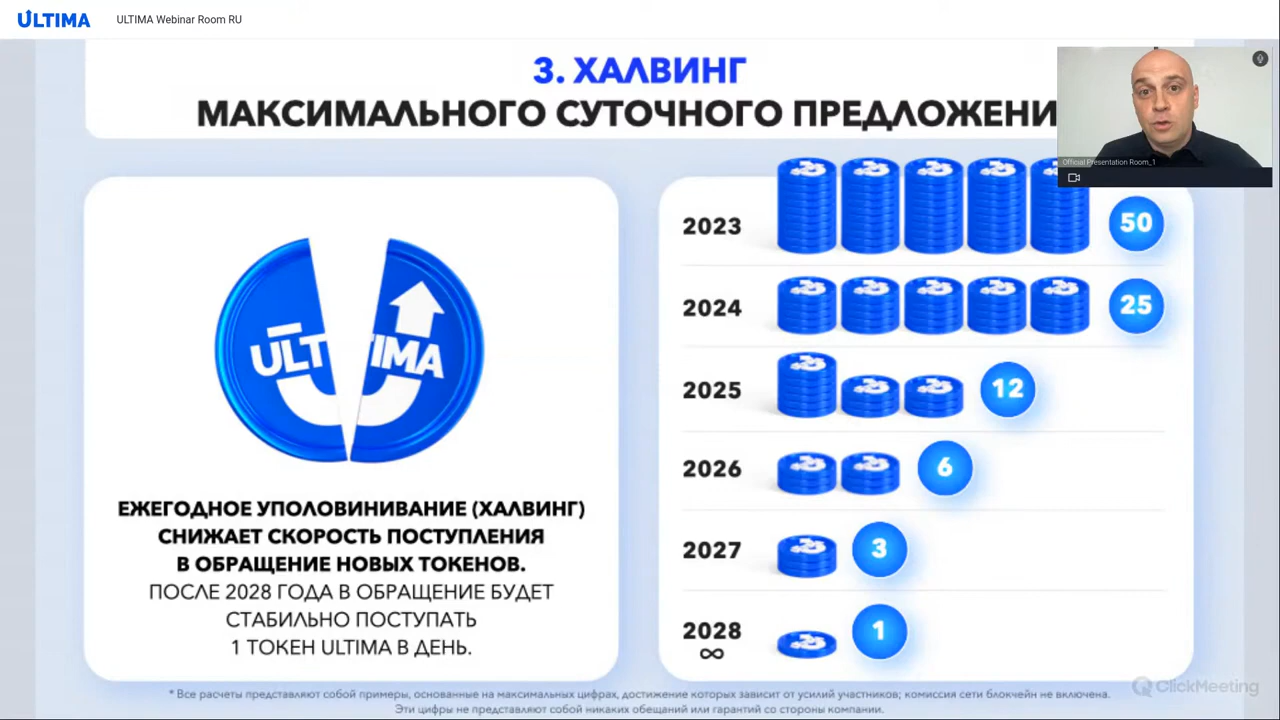 ULTIMA
ULTIMA Webinar Room RU
3. ХАЛВИНГ
МАКСИМАЛЬНОГО СУТОЧНОГО ПРЕДЛОЖЕНИ
Official Presentation Room_1
ULTIMA
2023
50
2024
25
2025
12
2026
6
2027
3
2028
∞
1
ЕЖЕГОДНОЕ УПОЛОВИНИВАНИЕ (ХАЛВИНГ)
СНИЖАЕТ СКОРОСТЬ ПОСТУПЛЕНИЯ
В ОБРАЩЕНИЕ НОВЫХ ТОКЕНОВ.
ПОСЛЕ 2028 ГОДА В ОБРАЩЕНИЕ БУДЕТ
СТАБИЛЬНО ПОСТУПАТЬ
1 ТОКЕН ULTIMA В ДЕНЬ.
* Все расчеты представляют собой примеры, основанные на максимальных цифрах, достижение которых зависит от усилий участников; комиссия сети блокчейн не включена.
Эти цифры не представляют собой никаких обещаний или гарантий со стороны компании.
ClickMeeting